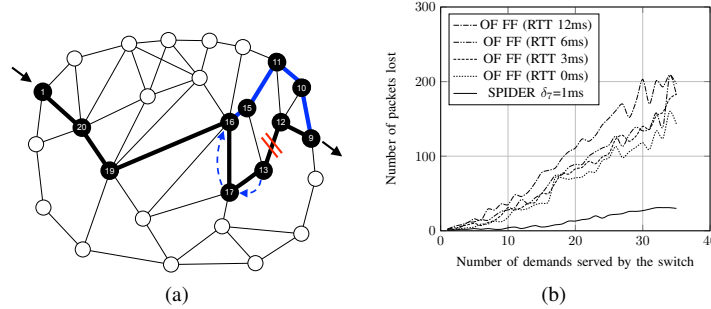 1
20
19
16
15
11
10
12
9
13
17
(a)
300
200
100
0
Number of packets lost
OF FF (RTT 12ms)
OF FF (RTT 6ms)
OF FF (RTT 3ms)
OF FF (RTT 0ms)
SPIDER δ7=1ms
0
10
20
30
40
Number of demands served by the switch
(b)